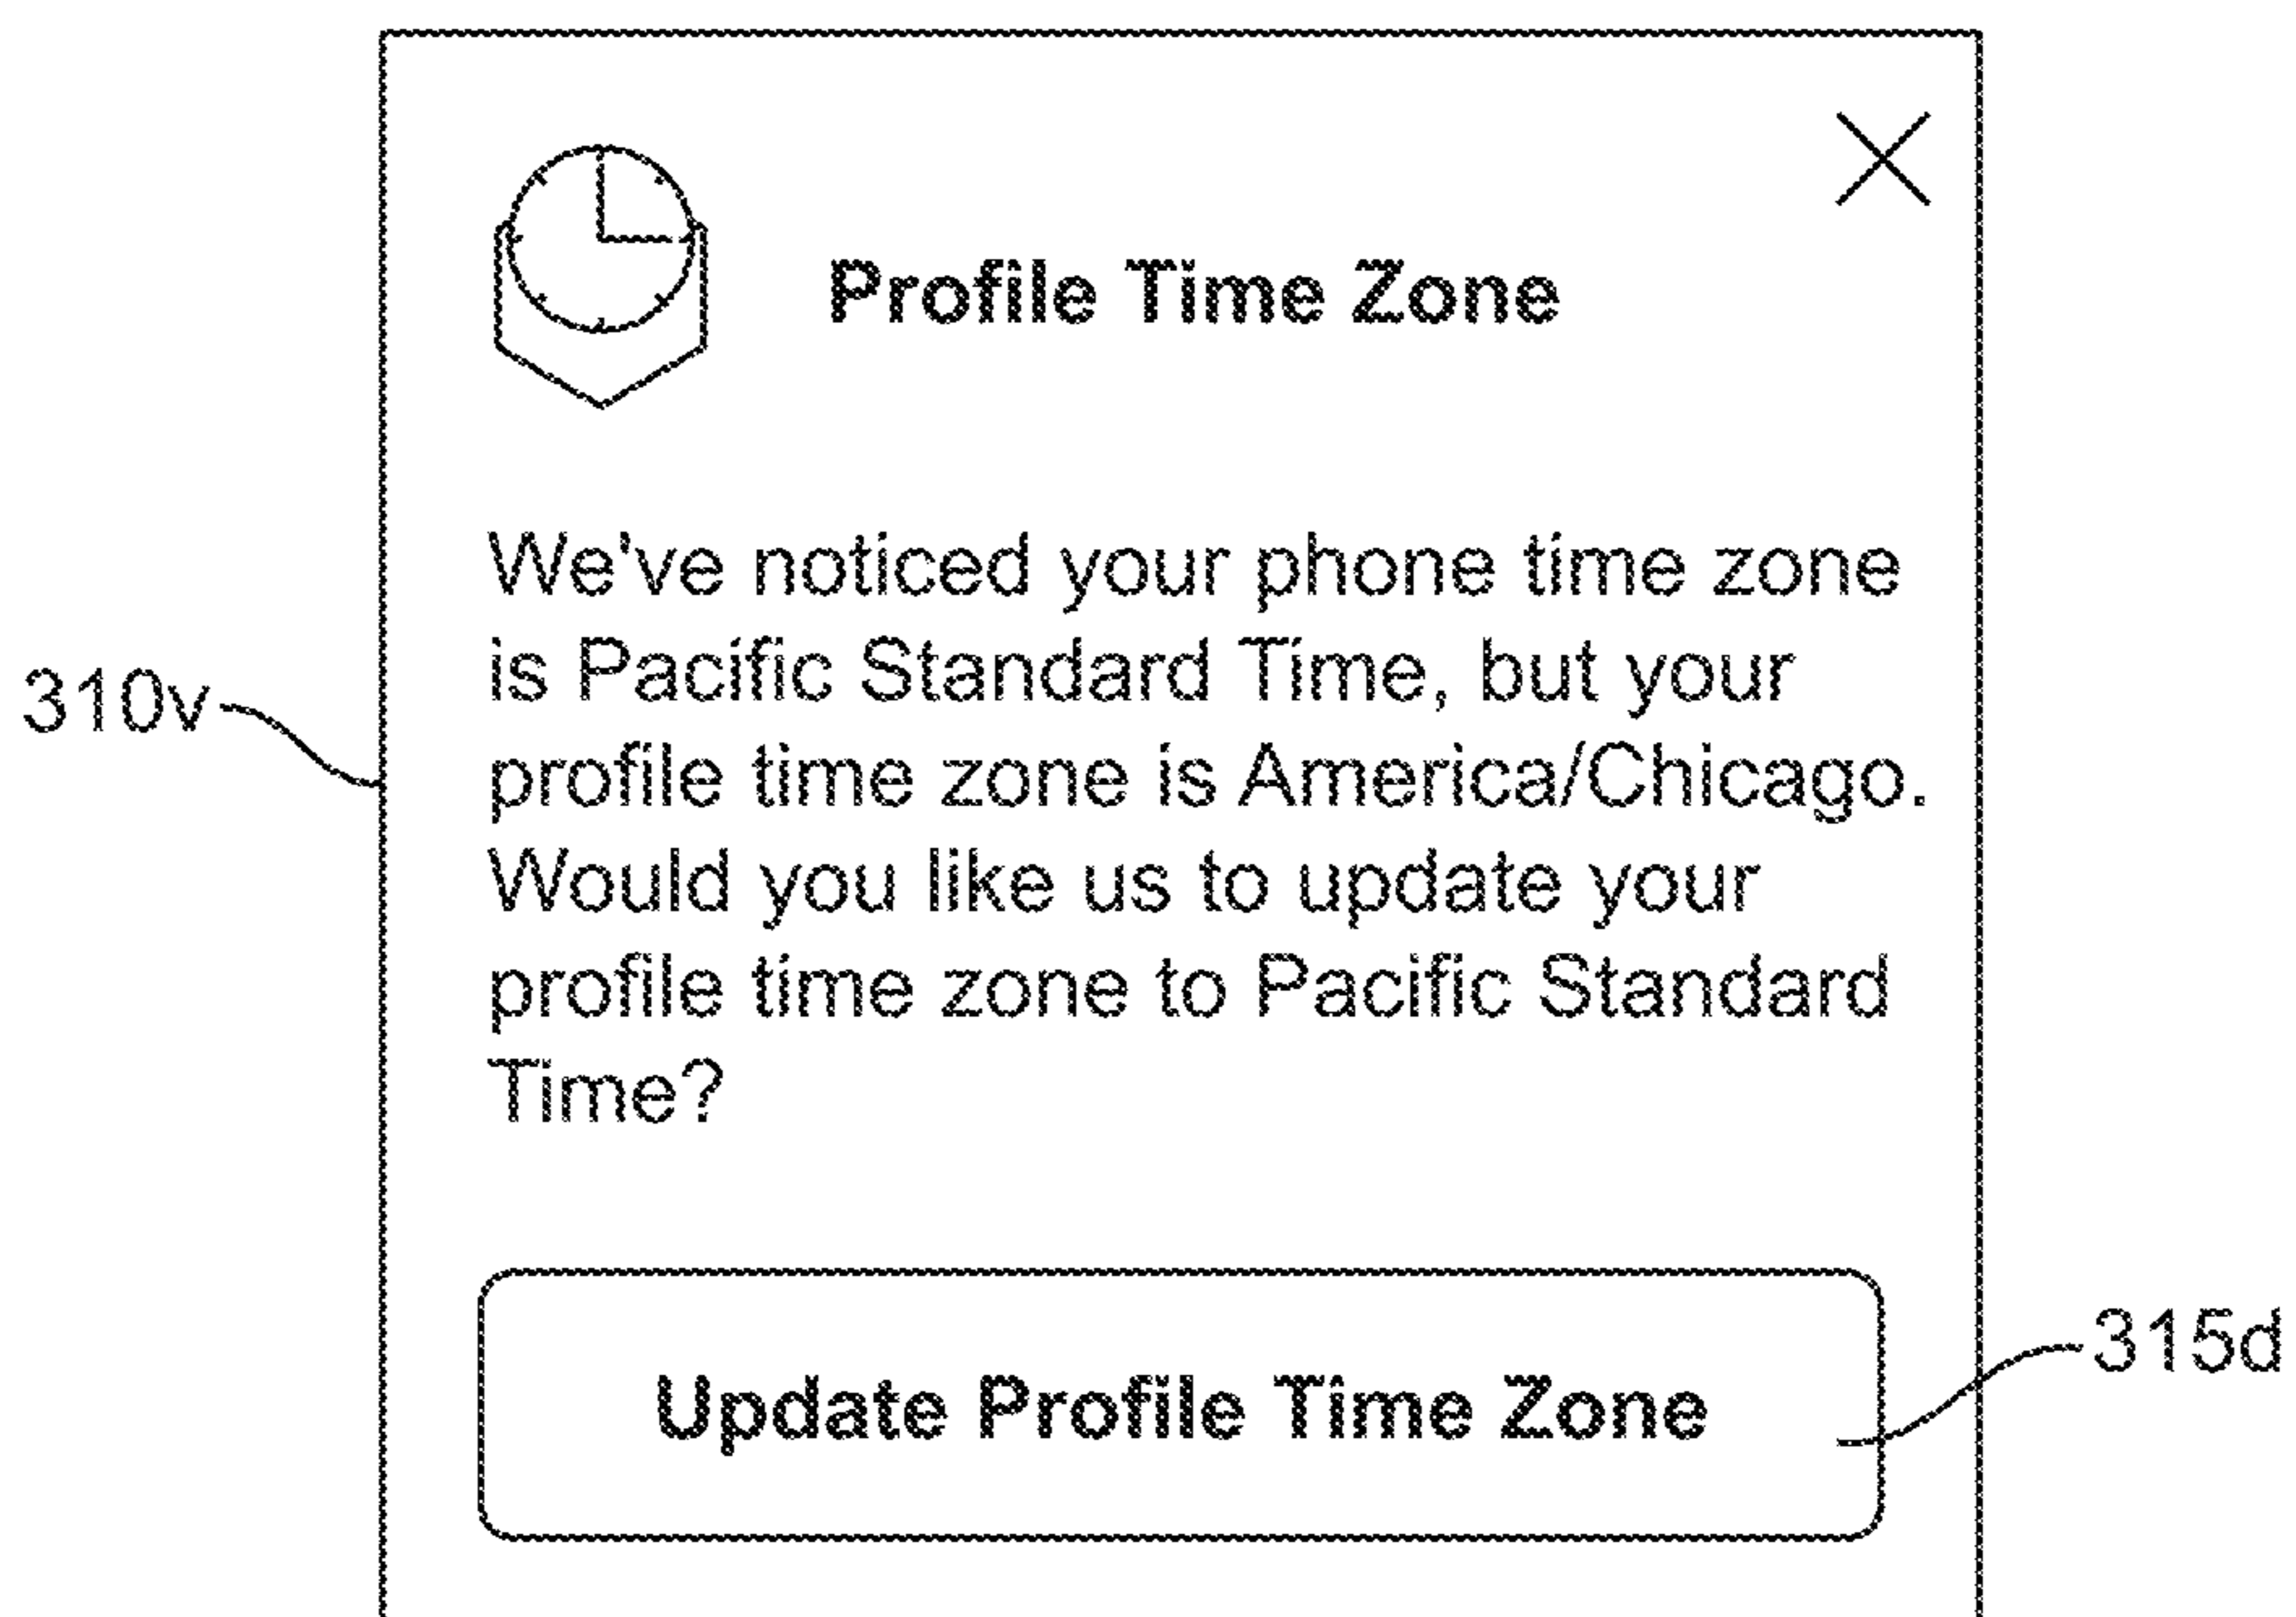 Profile Time Zone
We've noticed your phone time zone
is Pacific Standard Time, but your
310v
profile time zone is America/Chicago.
Would you like us to update your
profile time zone to Pacific Standard
Time?
Update Profile Time Zone
315d